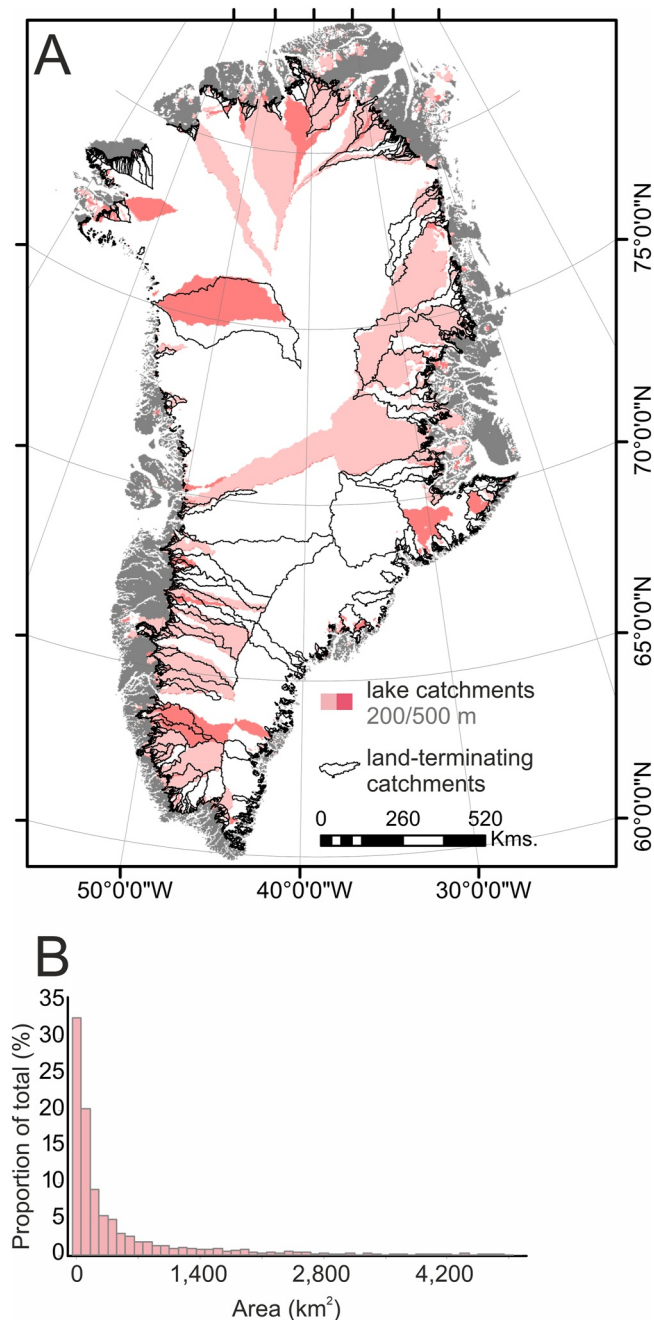 A
75°0'0"N
70°0'0"N
65°0'0"N
60°0'0"N
lake catchments
200/500 m
land-terminating
catchments
0 260 520
Kms.
50°0'0"W 40°0'0"W 30°0'0"W
B
Proportion of total (%)
35
30
25
20
15
10
5
0
0 1,400 2,800 4,200
Area (km²)